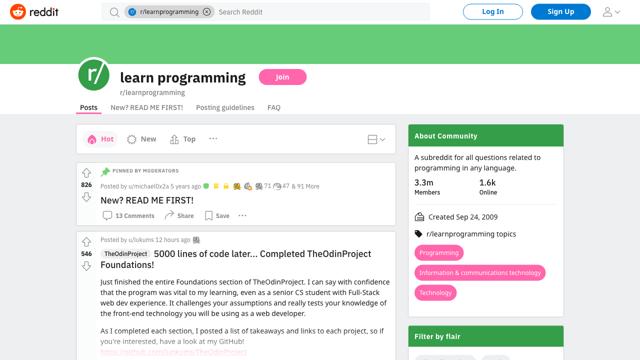 reddit
r/learnprogramming
Search Reddit
Log In
Sign Up
r/
learn programming
Join
r/learnprogramming
Posts
New? READ ME FIRST!
Posting guidelines
FAQ
Hot
New
Top
826
PINNED BY MODERATORS
Posted by u/michael0x2a 5 years ago 71 47 & 91 More
New? READ ME FIRST!
13 Comments
Share
Save
546
Posted by u/lukums 12 hours ago
TheOdinProject 5000 lines of code later... Completed TheOdinProject
Foundations!
Just finished the entire Foundations section of TheOdinProject. I can say with confidence
that the program was vital to my learning, even as a senior CS student with Full-Stack
web dev experience. It challenges your assumptions and really tests your knowledge of
the front-end technology you will be using as a web developer.
As I completed each section, I posted a list of takeaways and links to each project, so if
you're interested, have a look at my GitHub!
About Community
A subreddit for all questions related to
programming in any language.
3.3m
Members
1.6k
Online
Created Sep 24, 2009
r/learnprogramming topics
Programming
Information & communications technology
Technology
Filter by flair